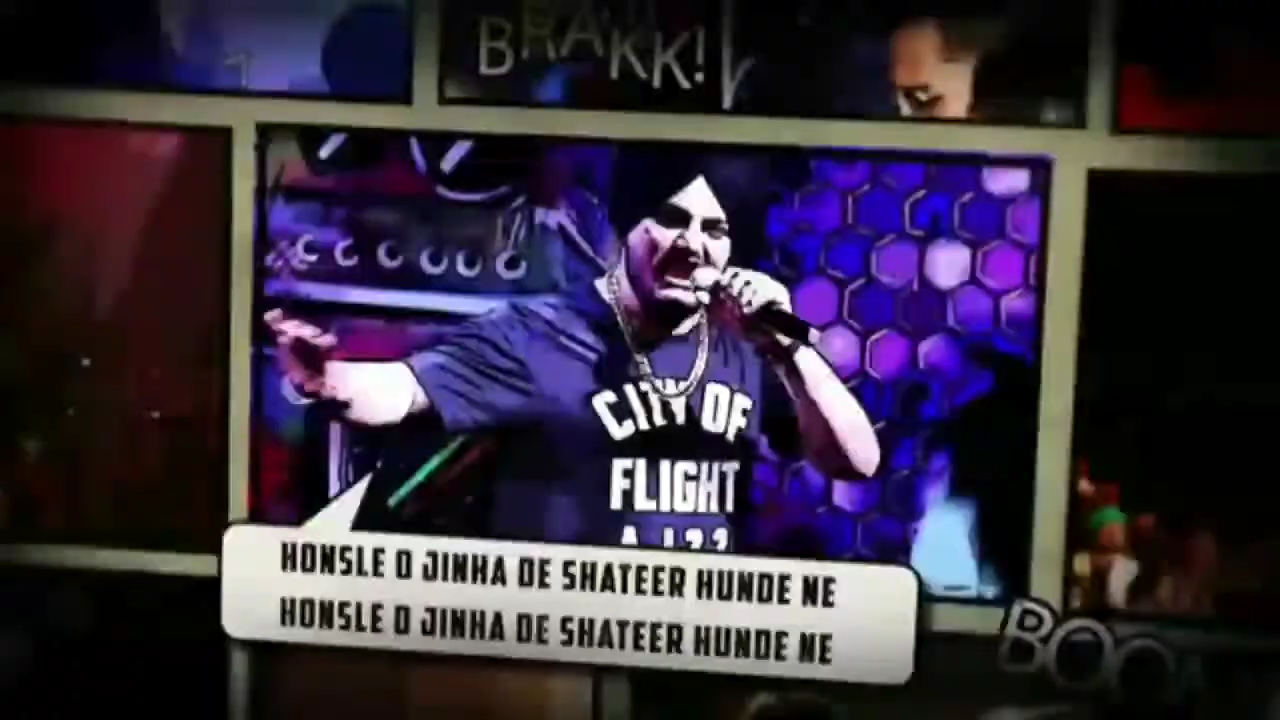 BRAKK!
CITY OF
FLIGHT
HONSLE O JINHA DE SHATEER HUNDE NE
HONSLE O JINHA DE SHATEER HUNDE NE
BOO